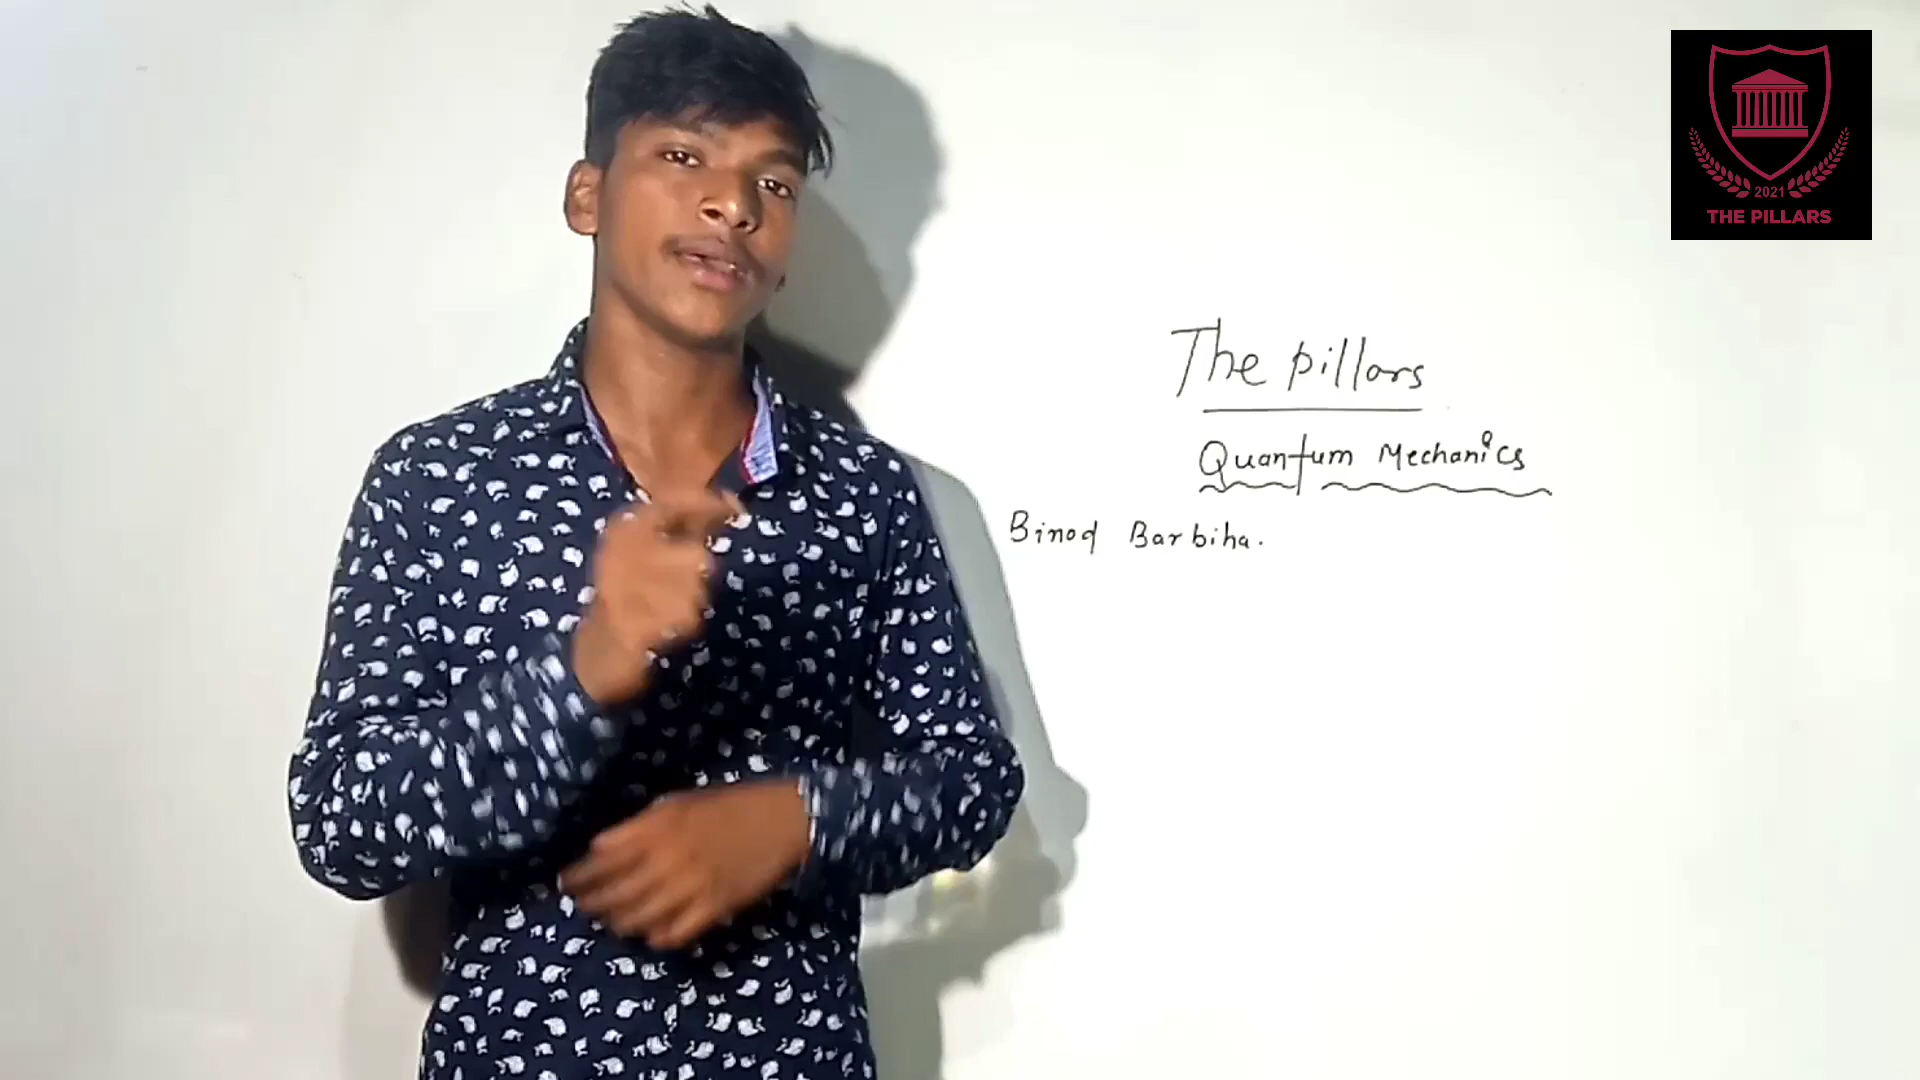 2021
THE PILLARS
The pillars
Quantum Mechanics
Binod Barbiha.